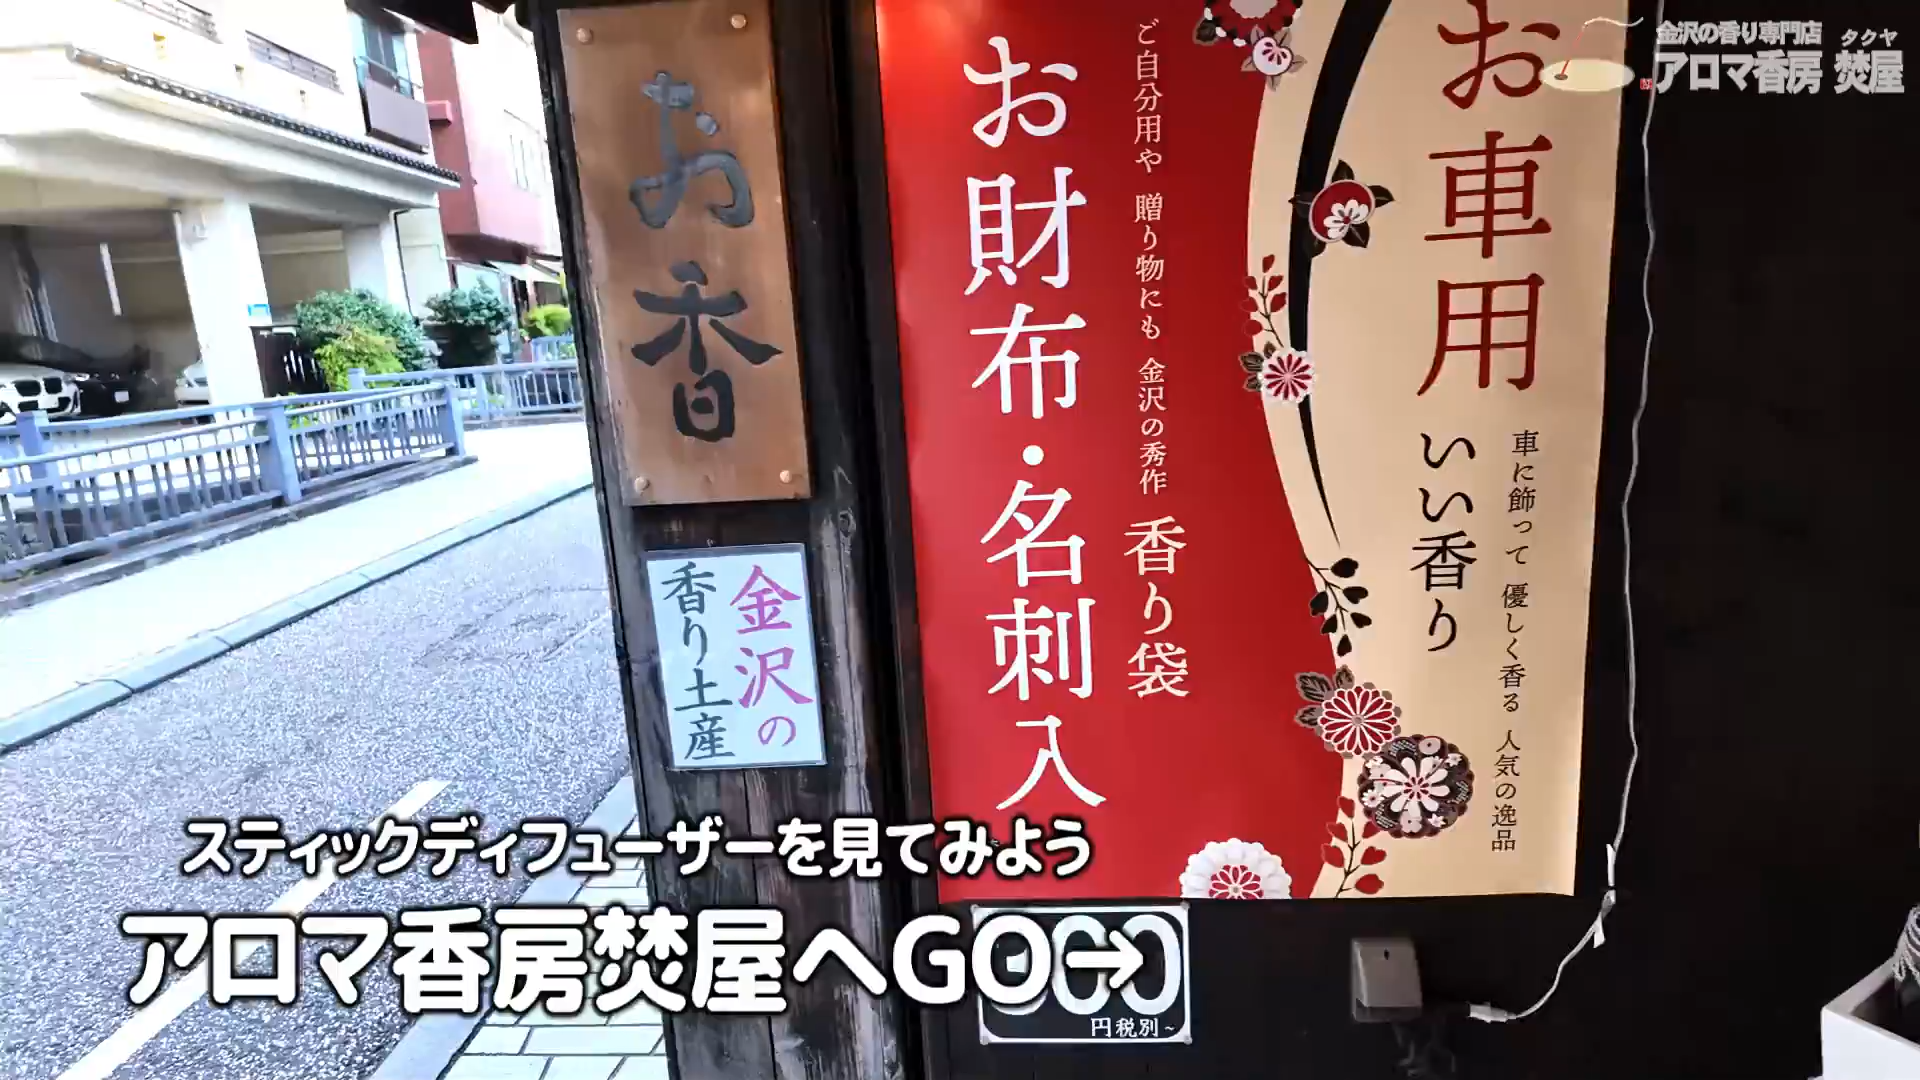 お香
金沢の
香り土産
お車用
車に飾って 優しく香る 人気の逸品
いい香り
ご自分用や 贈り物にも 金沢の秀作 香り袋
お財布・名刺入
円税別~
金沢の香り専門店
タクヤ
アロマ香房 焚屋
スティックディフューザーを見てみよう
アロマ香房焚屋へGO→